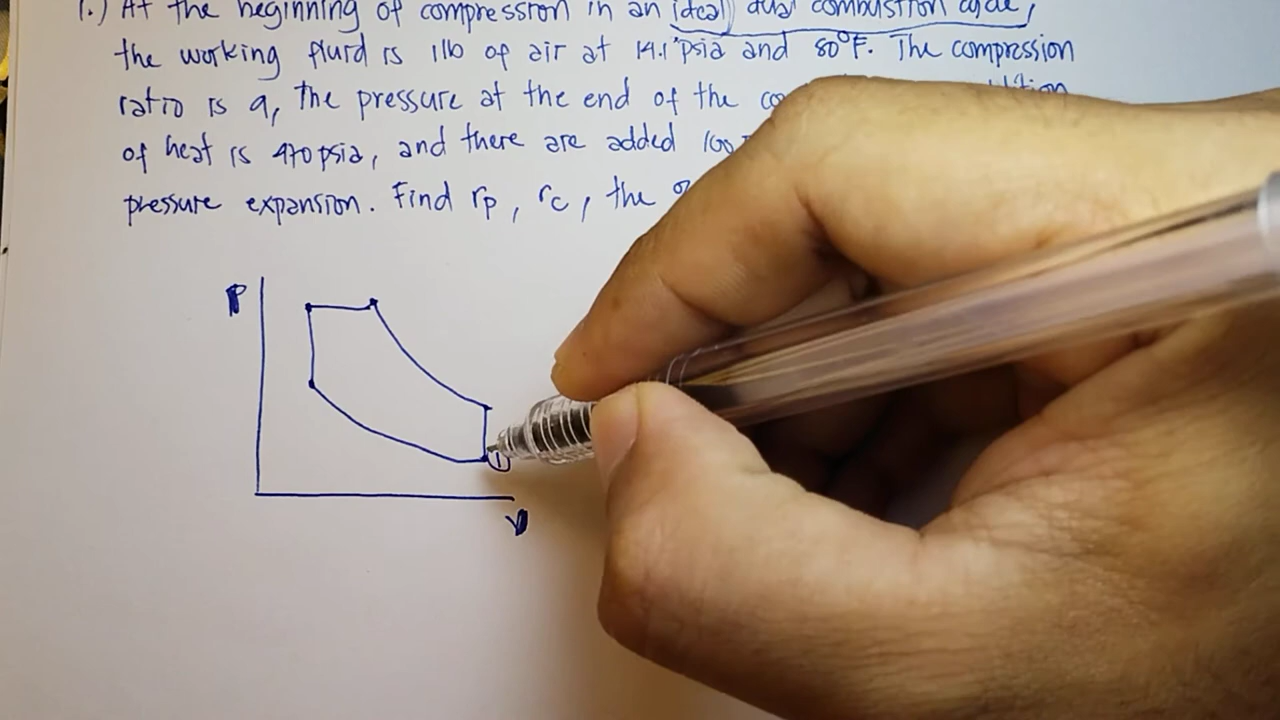 1.) At the beginning of compression in an ideal dual combustion cycle,
the working fluid is 1lb of air at 14.1 psia and 80°F. The compression
ratio is 9, the pressure at the end of the
of heat is 470 psia, and there are added 100
pressure expansion. Find rp, rc, the %
P
1
V